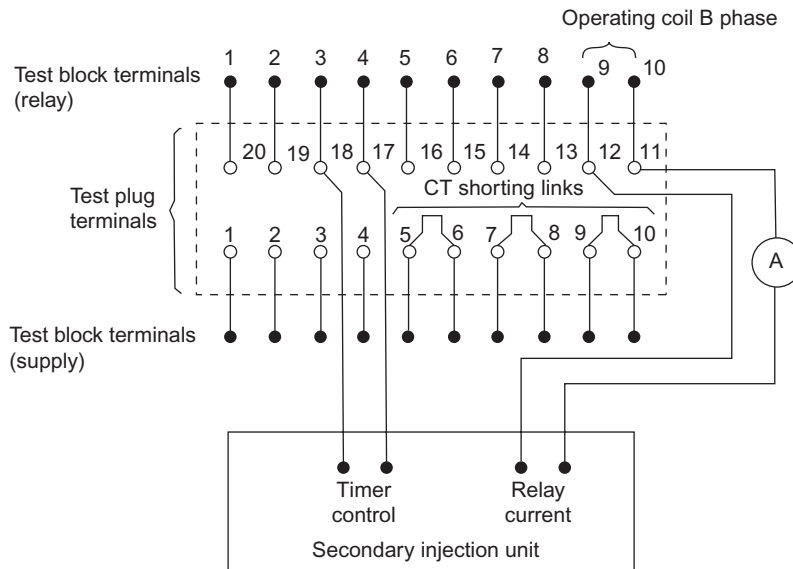 Operating coil B phase
1 2 3 4 5 6 7 8 9 10
Test block terminals
(relay)
20 19 18 17 16 15 14 13 12 11
CT shorting links
Test plug
terminals
1 2 3 4 5 6 7 8 9 10
A
Test block terminals
(supply)
Timer
control
Relay
current
Secondary injection unit